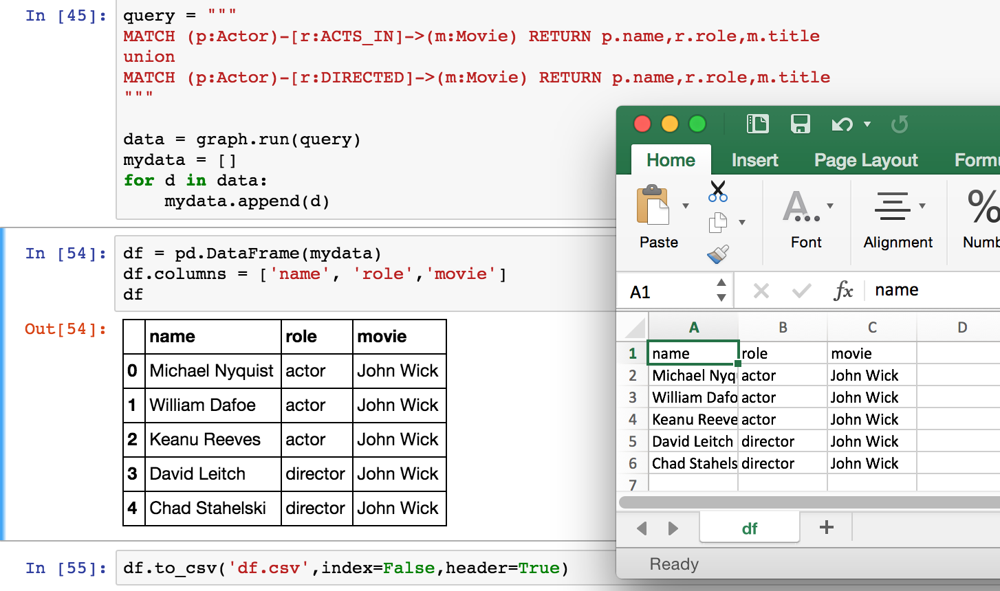 In [45]:
query = """
MATCH (p:Actor)-[r:ACTS_IN]->(m:Movie) RETURN p.name,r.role,m.title
union
MATCH (p:Actor)-[r:DIRECTED]->(m:Movie) RETURN p.name,r.role,m.title
"""
data = graph.run(query)
mydata = []
for d in data:
    mydata.append(d)
In [54]:
df = pd.DataFrame(mydata)
df.columns = ['name', 'role','movie']
df
Out[54]:
name role movie
0 Michael Nyquist actor John Wick
1 William Dafoe actor John Wick
2 Keanu Reeves actor John Wick
3 David Leitch director John Wick
4 Chad Stahelski director John Wick
In [55]:
df.to_csv('df.csv',index=False,header=True)
Home Insert Page Layout Formu
Paste Font Alignment Numb
A.. %
A1 fx name
A B C D
1 name role movie
2 Michael Nyq actor John Wick
3 William Dafo actor John Wick
4 Keanu Reeve actor John Wick
5 David Leitch director John Wick
6 Chad Stahels director John Wick
7
df +
Ready